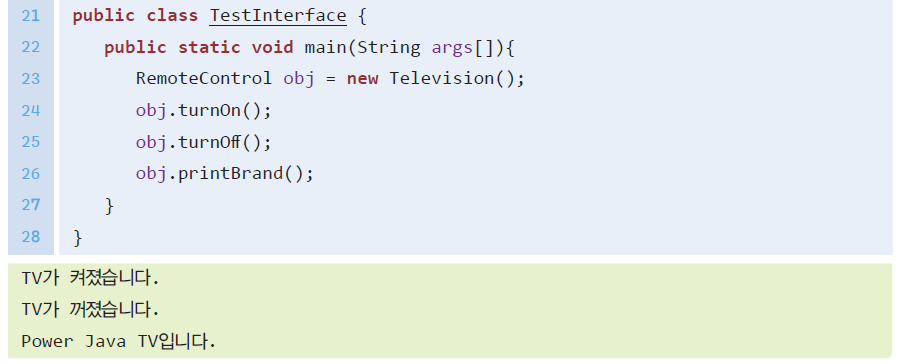 21 public class TestInterface {
22 public static void main(String args[]){
23 RemoteControl obj = new Television();
24 obj.turnOn();
25 obj.turnOff();
26 obj.printBrand();
27 }
28 }
TV가 켜졌습니다.
TV가 꺼졌습니다.
Power Java TV입니다.